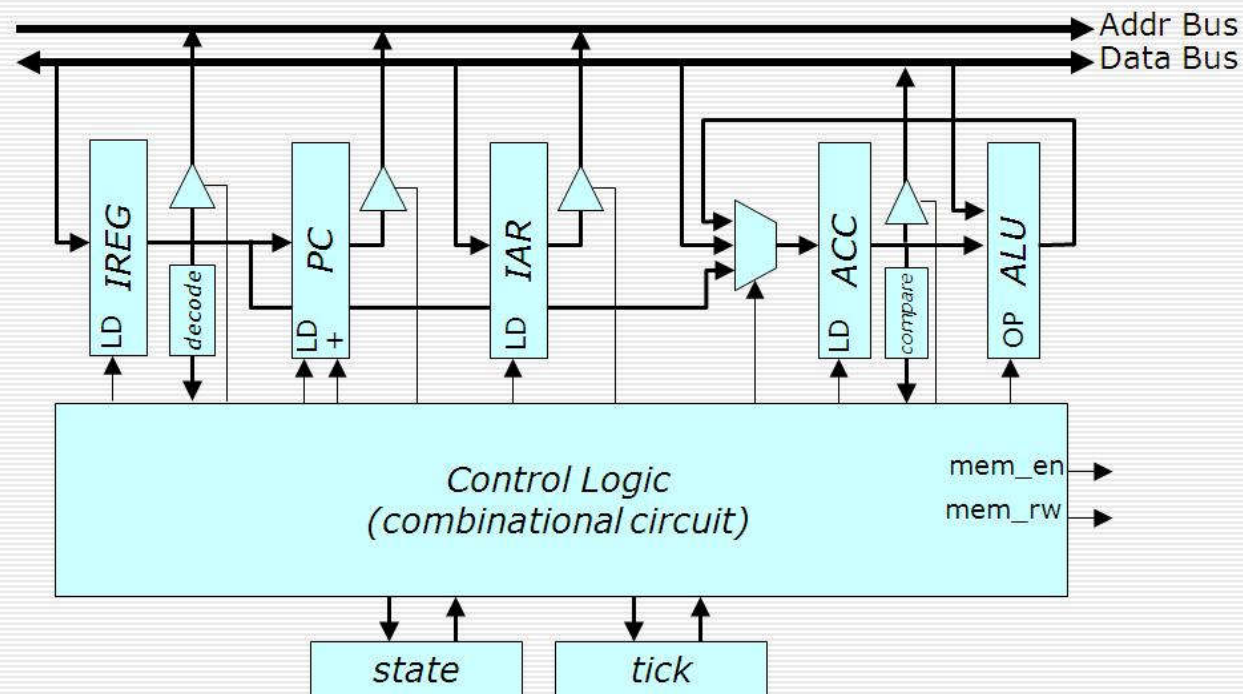 Addr Bus
Data Bus
IREG
LD
decode
PC
LD
+
IAR
LD
ACC
LD
compare
ALU
OP
Control Logic
(combinational circuit)
mem_en
mem_rw
state
tick